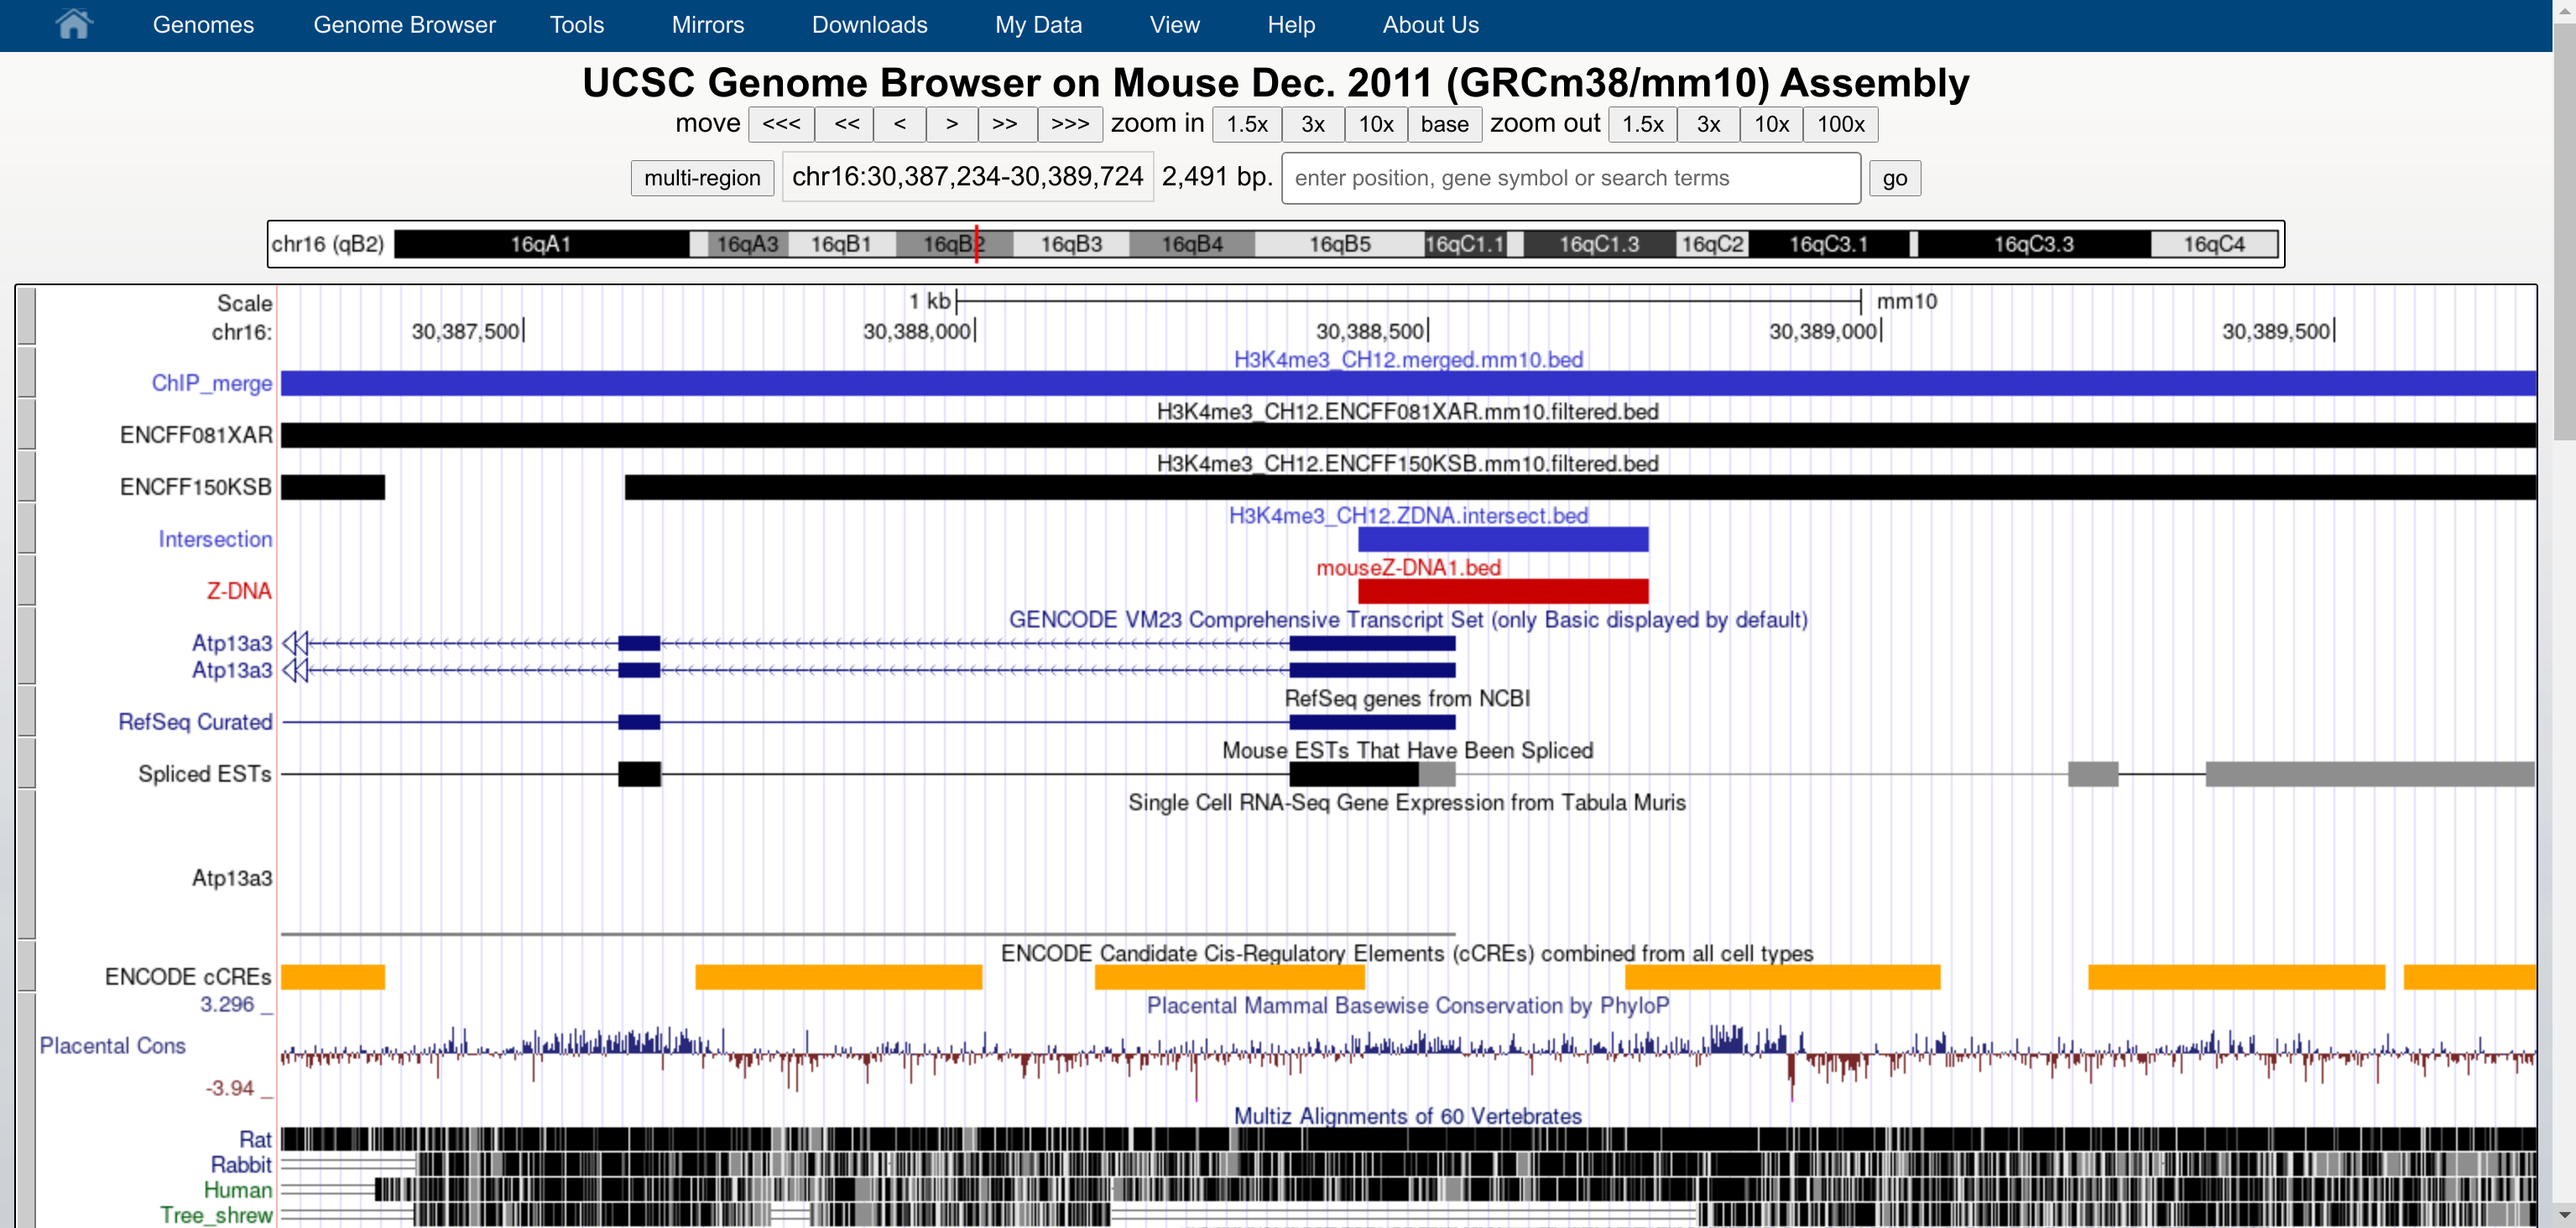 Genomes Genome Browser Tools Mirrors Downloads My Data View Help About Us
UCSC Genome Browser on Mouse Dec. 2011 (GRCm38/mm10) Assembly
move <<< << < > >> >>> zoom in 1.5x 3x 10x base zoom out 1.5x 3x 10x 100x
multi-region chr16:30,387,234-30,389,724 2,491 bp. enter position, gene symbol or search terms go
chr16 (qB2) 16qA1 16qA3 16qB1 16qB2 16qB3 16qB4 16qB5 16qC1.1 16qC1.3 16qC2 16qC3.1 16qC3.3 16qC4
Scale 1 kb mm10
chr16: 30,387,500 30,388,000 30,388,500 30,389,000 30,389,500
H3K4me3_CH12.merged.mm10.bed
ChIP_merge
H3K4me3_CH12.ENCFF081XAR.mm10.filtered.bed
ENCFF081XAR
H3K4me3_CH12.ENCFF150KSB.mm10.filtered.bed
ENCFF150KSB
H3K4me3_CH12.ZDNA.intersect.bed
Intersection
mouseZ-DNA1.bed
Z-DNA
GENCODE VM23 Comprehensive Transcript Set (only Basic displayed by default)
Atp13a3
Atp13a3
RefSeq genes from NCBI
RefSeq Curated
Mouse ESTs That Have Been Spliced
Spliced ESTs
Single Cell RNA-Seq Gene Expression from Tabula Muris
Atp13a3
ENCODE Candidate Cis-Regulatory Elements (cCREs) combined from all cell types
ENCODE cCREs
3.296 _
Placental Mammal Basewise Conservation by PhyloP
Placental Cons
-3.94 _
Multiz Alignments of 60 Vertebrates
Rat
Rabbit
Human
Tree_shrew